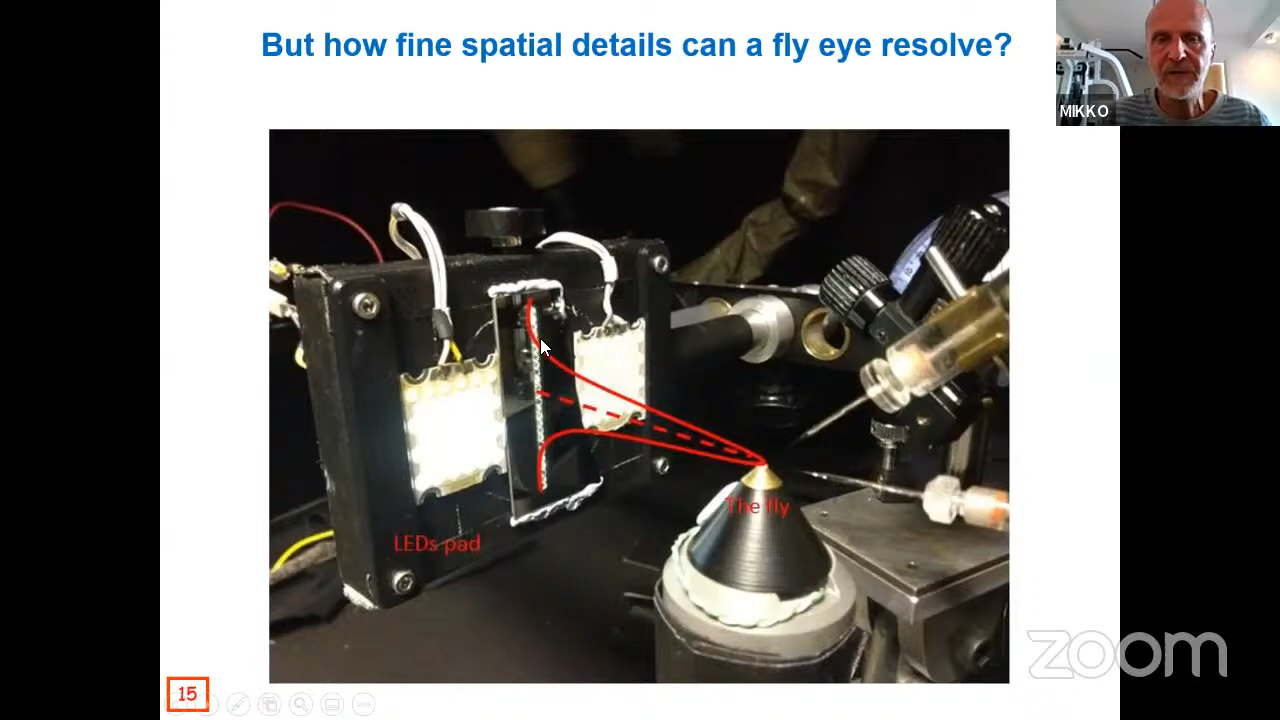 But how fine spatial details can a fly eye resolve?
MIKKO
The fly
LEDs pad
zoom
15